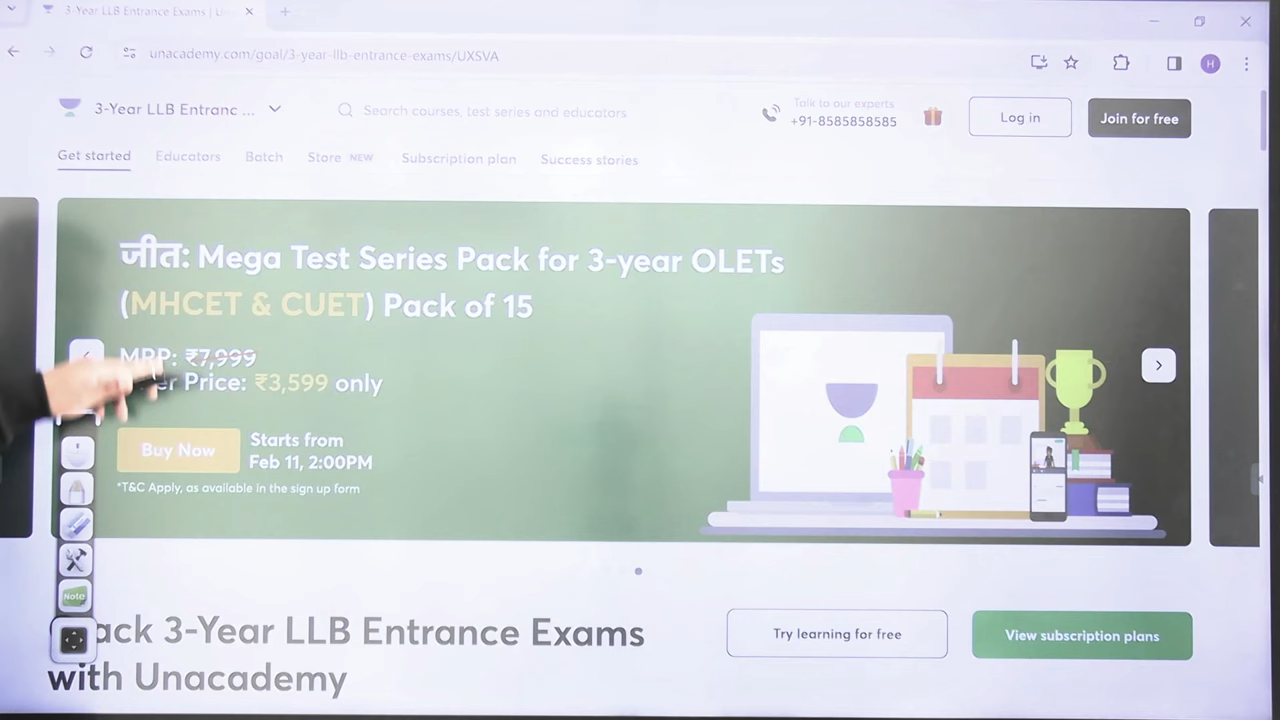 3-Year LLB Entrance Exams |
unacademy.com/goal/3-year-llb-entrance-exams/UXSVA
H
3-Year LLB Entranc ...
Search courses, test series and educators
Talk to our experts
+91-8585858585
Log in
Join for free
Get started
Educators
Batch
Store NEW
Subscription plan
Success stories
जीत: Mega Test Series Pack for 3-year OLETs
(MHCET & CUET) Pack of 15
MRP: ₹7,999
Price: ₹3,599 only
Buy Now
Starts from
Feb 11, 2:00PM
*T&C Apply, as available in the sign up form
Note
3-Year LLB Entrance Exams
with Unacademy
Try learning for free
View subscription plans